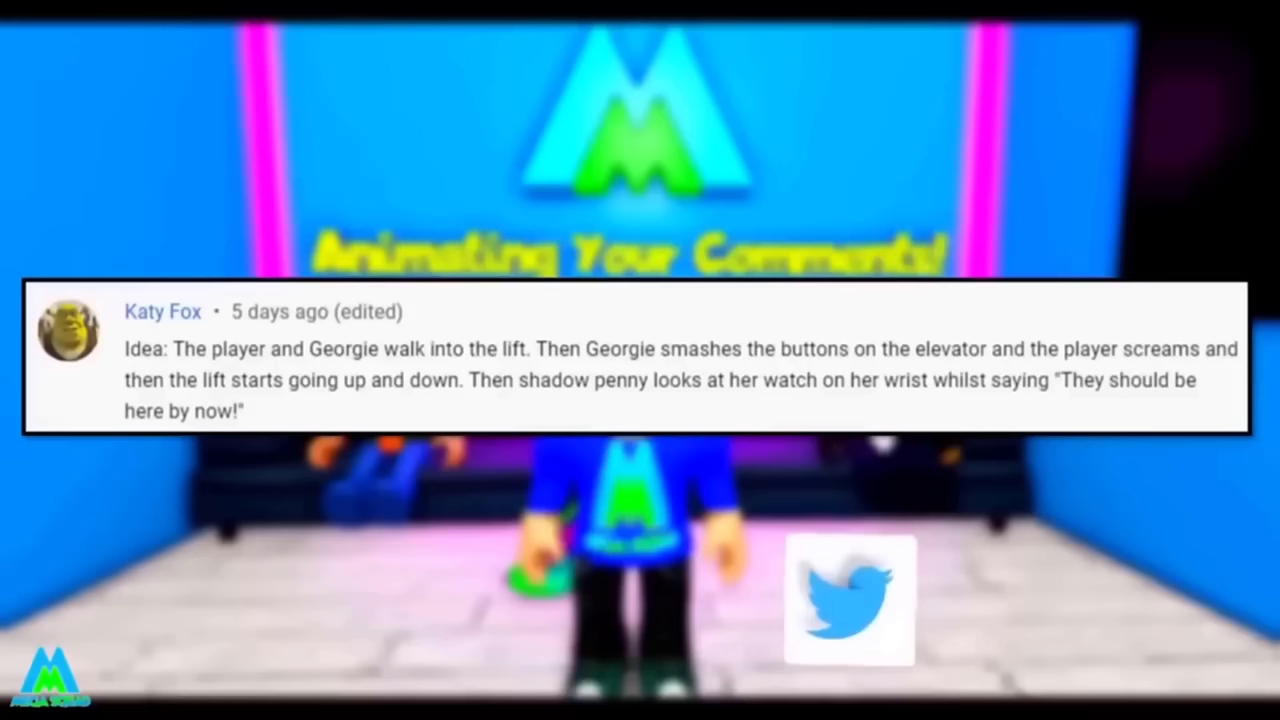 Animating Your Comments!
Katy Fox • 5 days ago (edited)
Idea: The player and Georgie walk into the lift. Then Georgie smashes the buttons on the elevator and the player screams and
then the lift starts going up and down. Then shadow penny looks at her watch on her wrist whilst saying "They should be
here by now!"